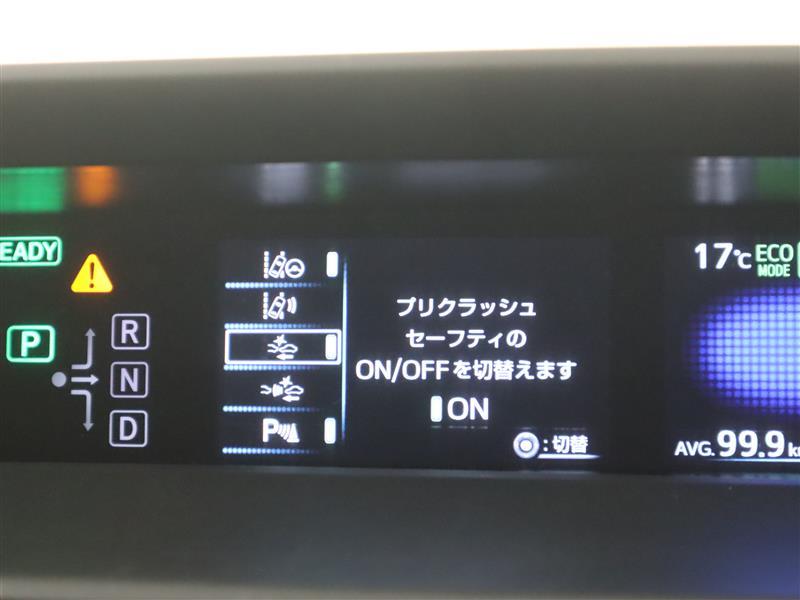 EADY
P
R
N
D
P
プリクラッシュ
セーフティの
ON/OFFを切替えます
ON
:切替
17℃
ECO
MODE
AVG. 99.9 km